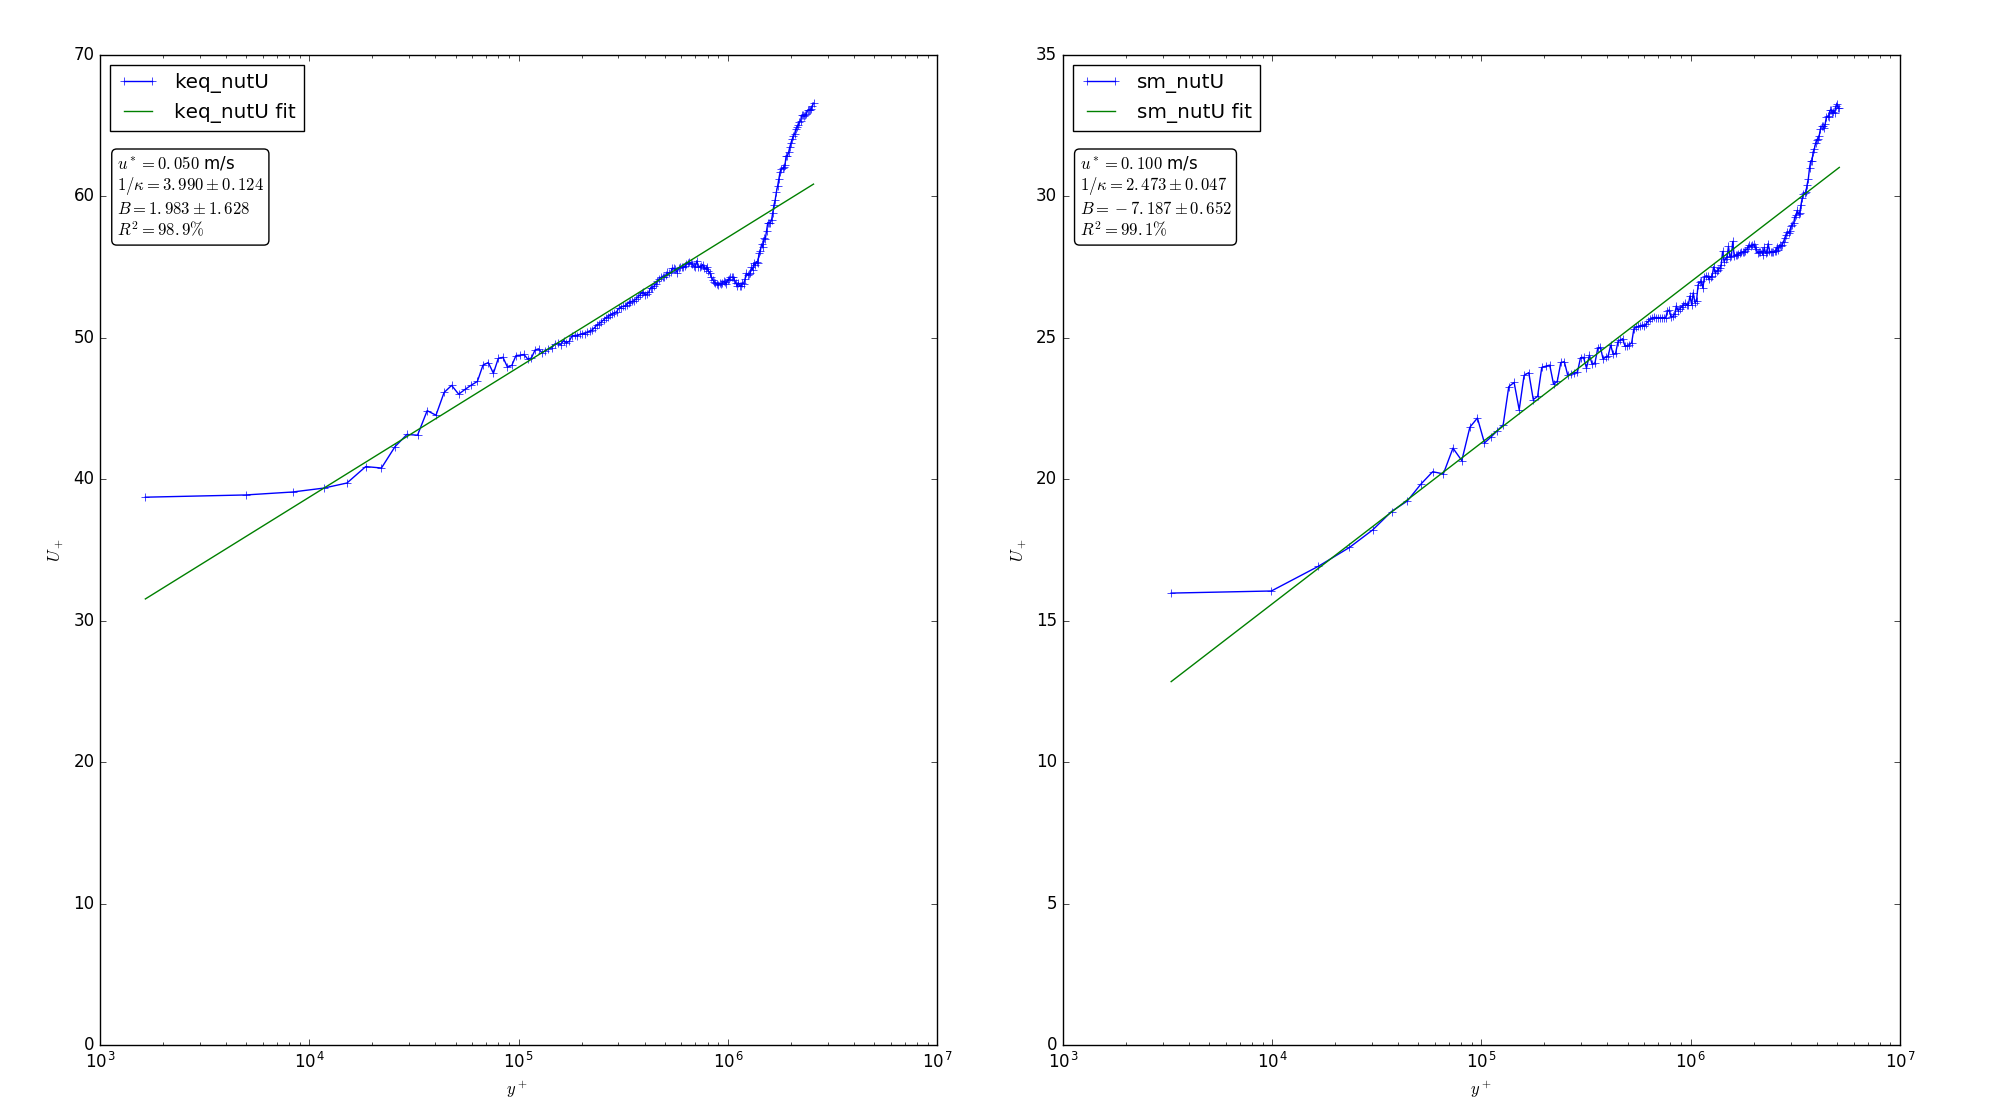 70
60
50
40
30
20
10
0
U₊
keq_nutU
keq_nutU fit
u* = 0.050 m/s
1/κ = 3.990 ± 0.124
B = 1.983 ± 1.628
R² = 98.9%
10³ 10⁴ 10⁵ 10⁶ 10⁷
y⁺
35
30
25
20
15
10
5
0
U₊
sm_nutU
sm_nutU fit
u* = 0.100 m/s
1/κ = 2.473 ± 0.047
B = −7.187 ± 0.652
R² = 99.1%
10³ 10⁴ 10⁵ 10⁶ 10⁷
y⁺